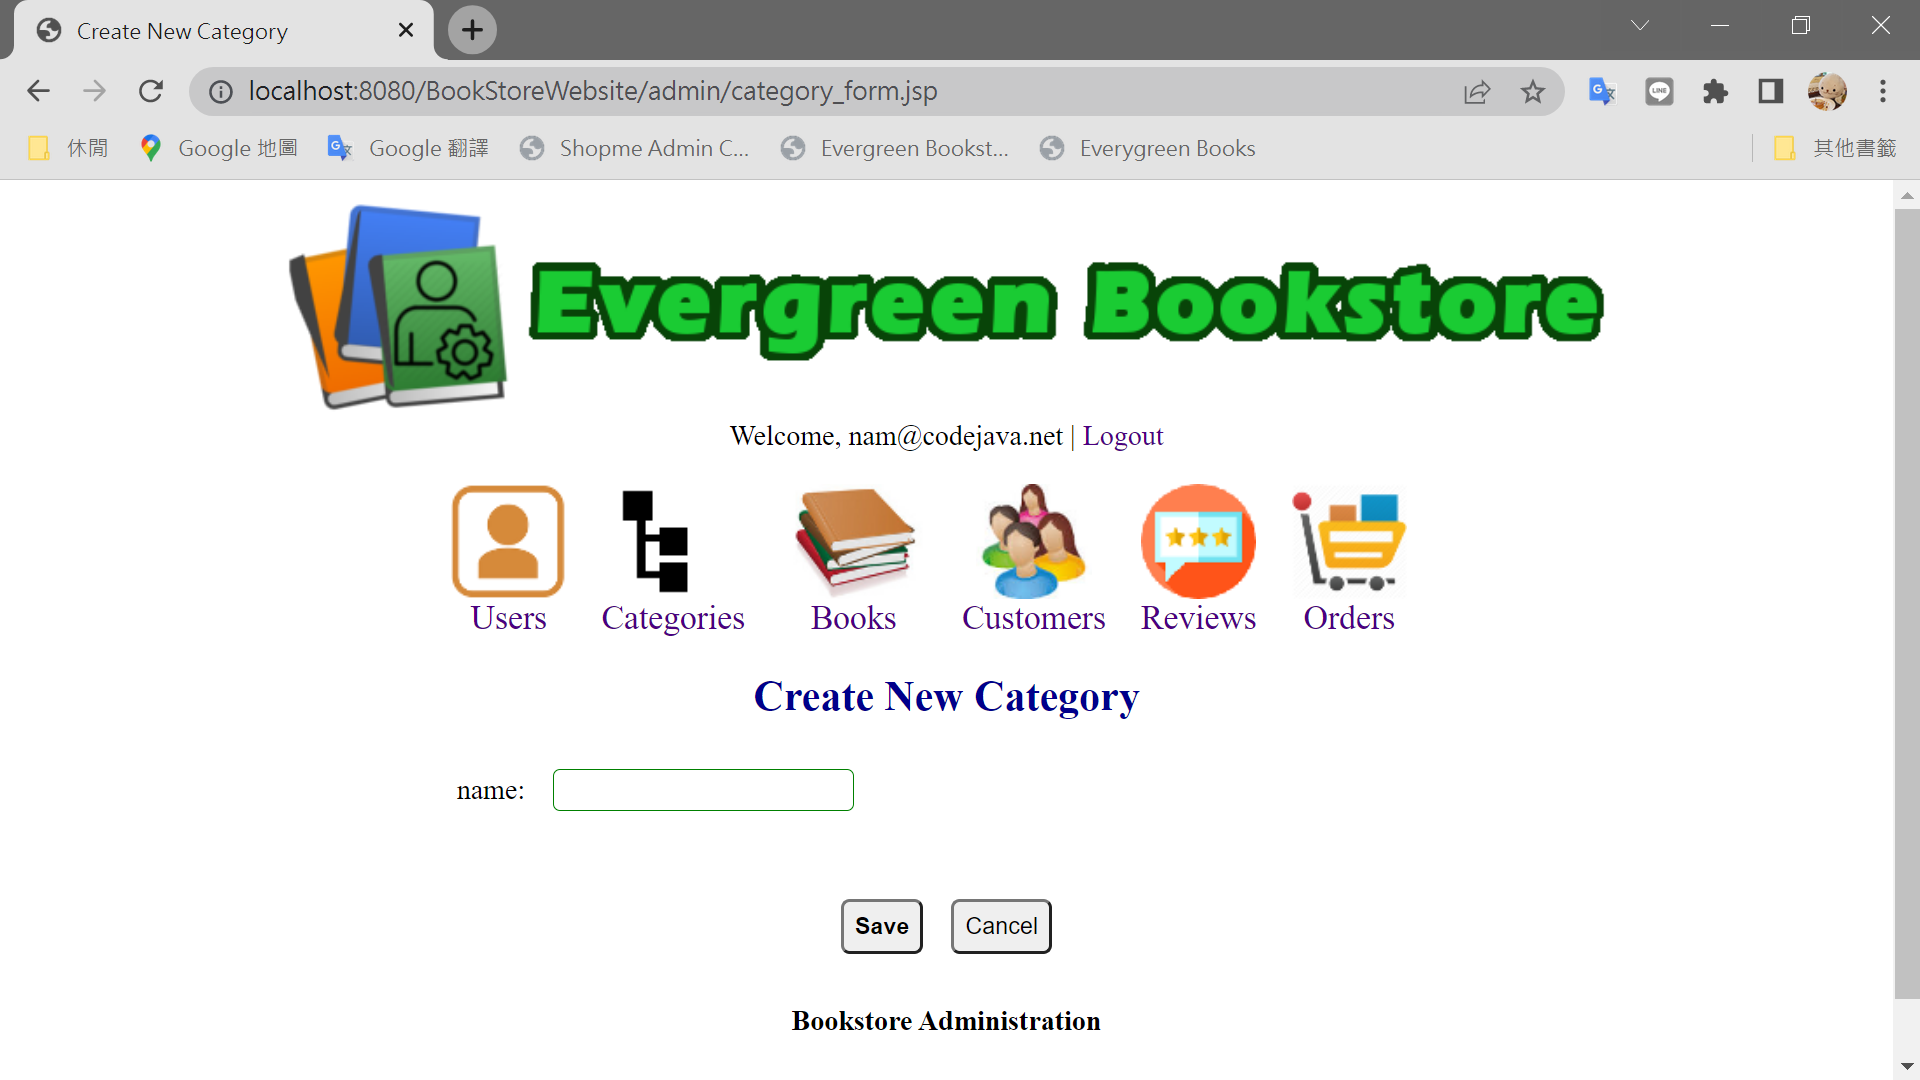 Create New Category
localhost:8080/BookStoreWebsite/admin/category_form.jsp
休閒 Google 地圖 Google 翻譯 Shopme Admin C... Evergreen Bookst... Everygreen Books 其他書籤
Evergreen Bookstore
Welcome, nam@codejava.net | Logout
Users Categories Books Customers Reviews Orders
Create New Category
name:
Save Cancel
Bookstore Administration